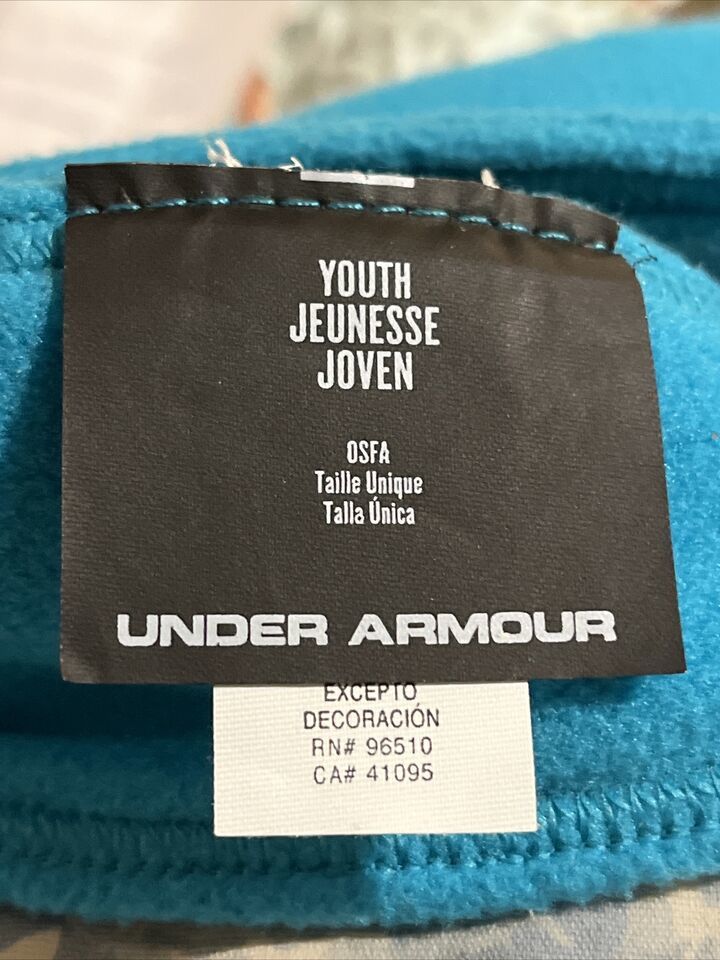 YOUTH
JEUNESSE
JOVEN
OSFA
Taille Unique
Talla Única
UNDER ARMOUR
EXCEPTO
DECORACIÓN
RN# 96510
CA# 41095